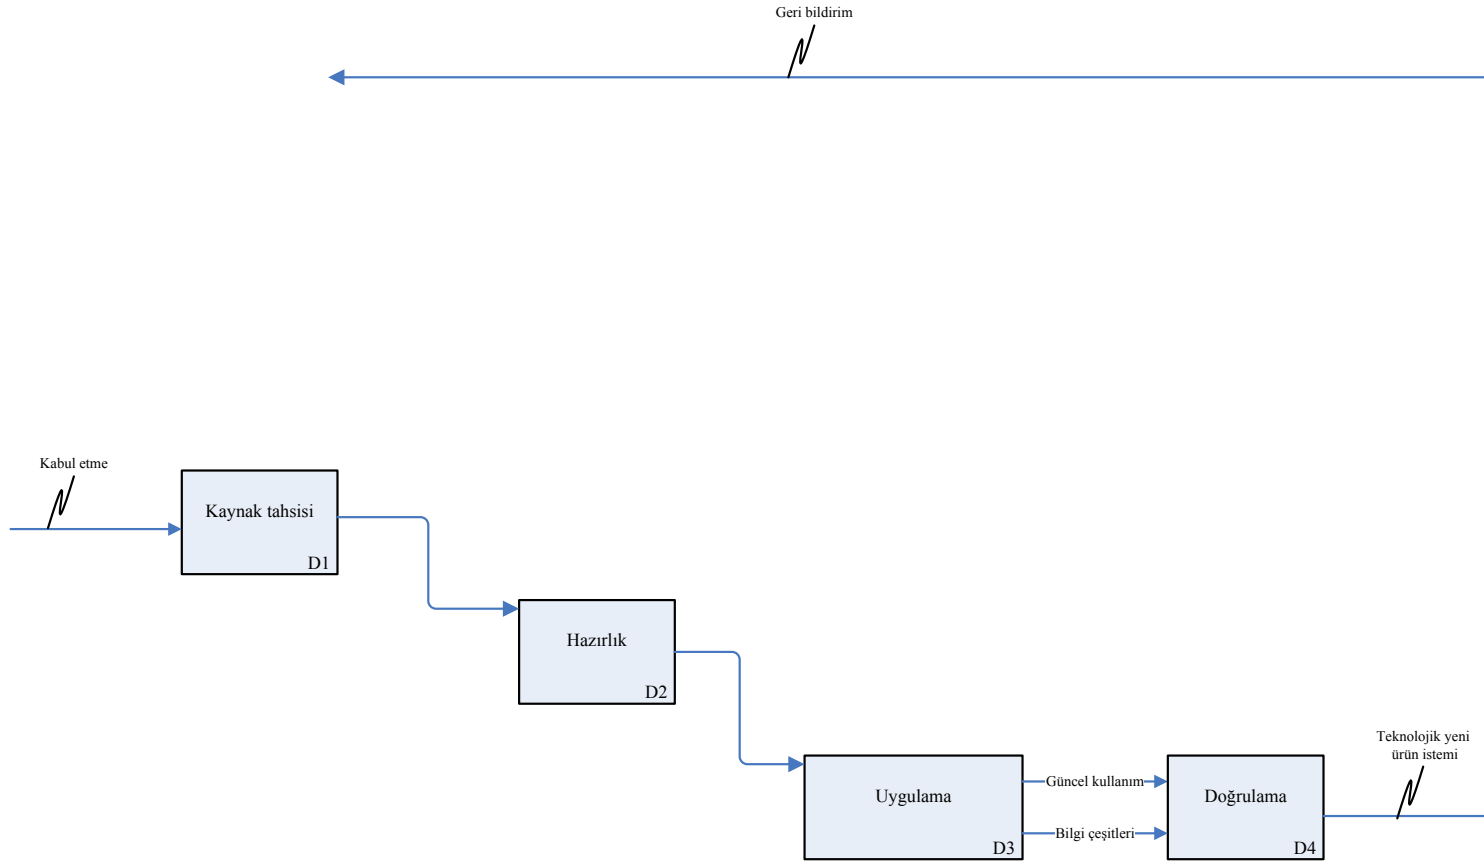 Geri bildirim
Kabul etme
Kaynak tahsisi
D1
Hazırlık
D2
Teknolojik yeni
ürün istemi
Uygulama
D3
Güncel kullanım
Bilgi çeşitleri
Doğrulama
D4